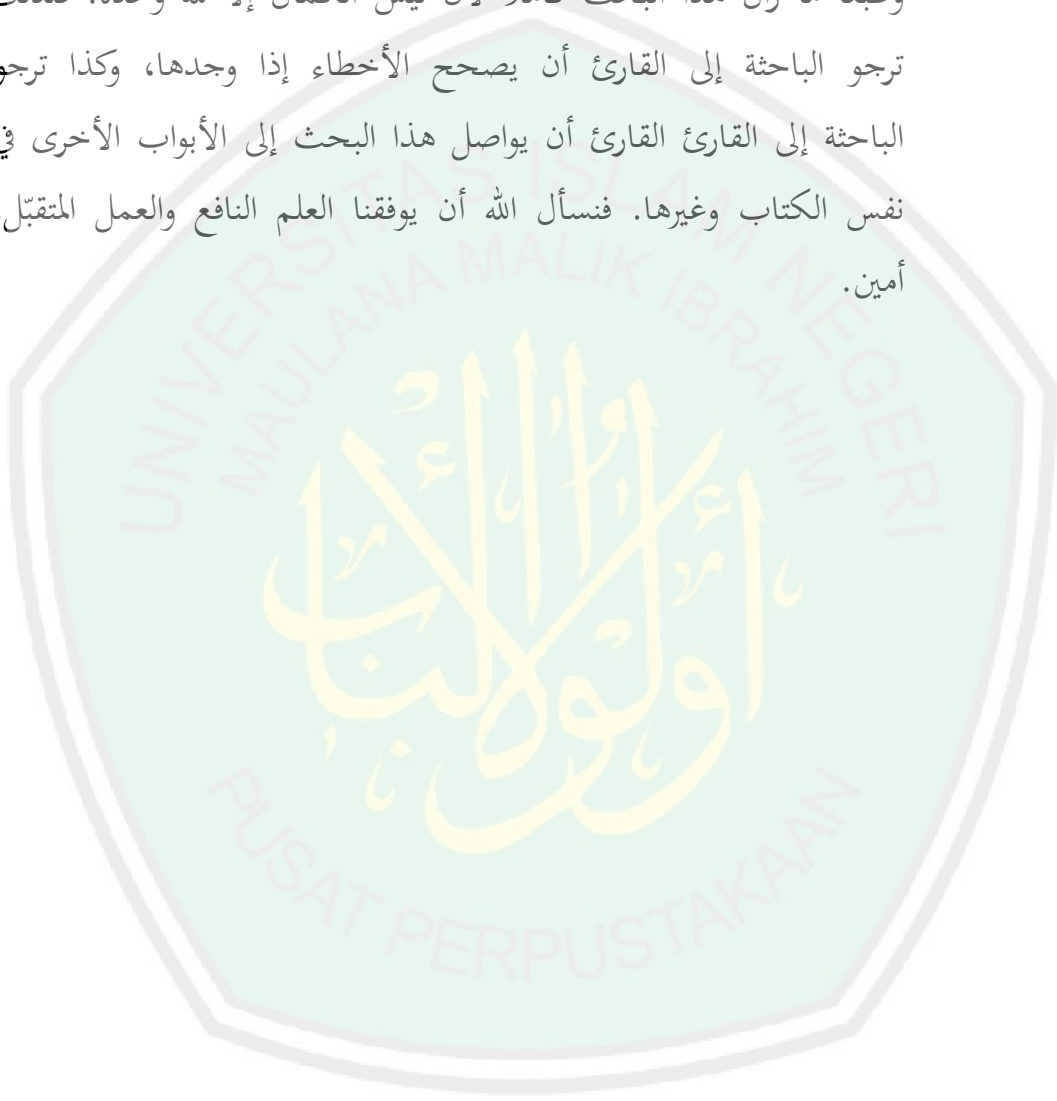 ترجو الباحثة إلى القارئ أن يصحح الأخطاء إذا وجدها، وكذا ترجو
الباحثة إلى القارئ القارئ أن يواصل هذا البحث إلى الأبواب الأخرى في
نفس الكتاب وغيرها. فنسأل الله أن يوفقنا العلم النافع والعمل المتقبّل.
أمين.
UNIVERSITAS ISLAM NEGERI
MAULANA MALIK IBRAHIM
أولوا الألباب
PUSAT PERPUSTAKAAN